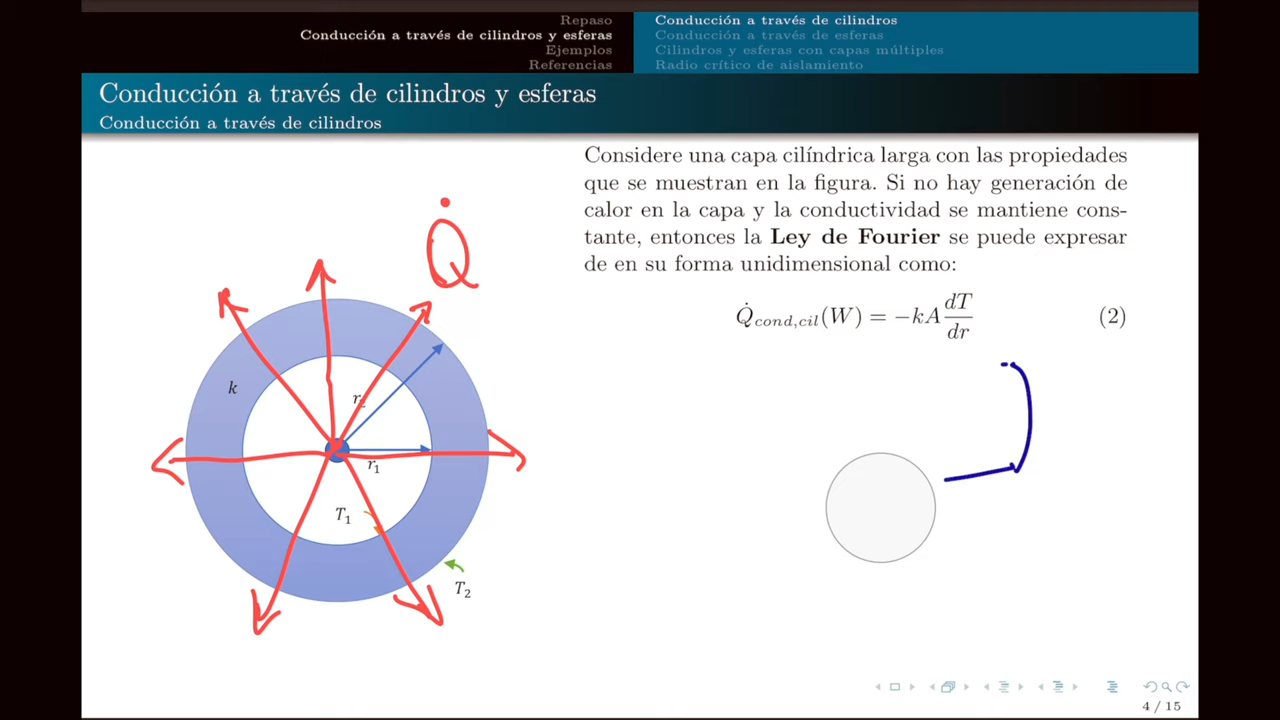 Repaso
Conducción a través de cilindros y esferas
Ejemplos
Referencias
Conducción a través de cilindros
Conducción a través de esferas
Cilindros y esferas con capas múltiples
Radio crítico de aislamiento
Conducción a través de cilindros y esferas
Conducción a través de cilindros
Considere una capa cilíndrica larga con las propiedades
que se muestran en la figura. Si no hay generación de
calor en la capa y la conductividad se mantiene cons-
tante, entonces la Ley de Fourier se puede expresar
de en su forma unidimensional como:
Q̇_{cond,cil}(W) = −kA dT/dr (2)
Q̇
k
r₂
r₁
T₁
T₂
4 / 15